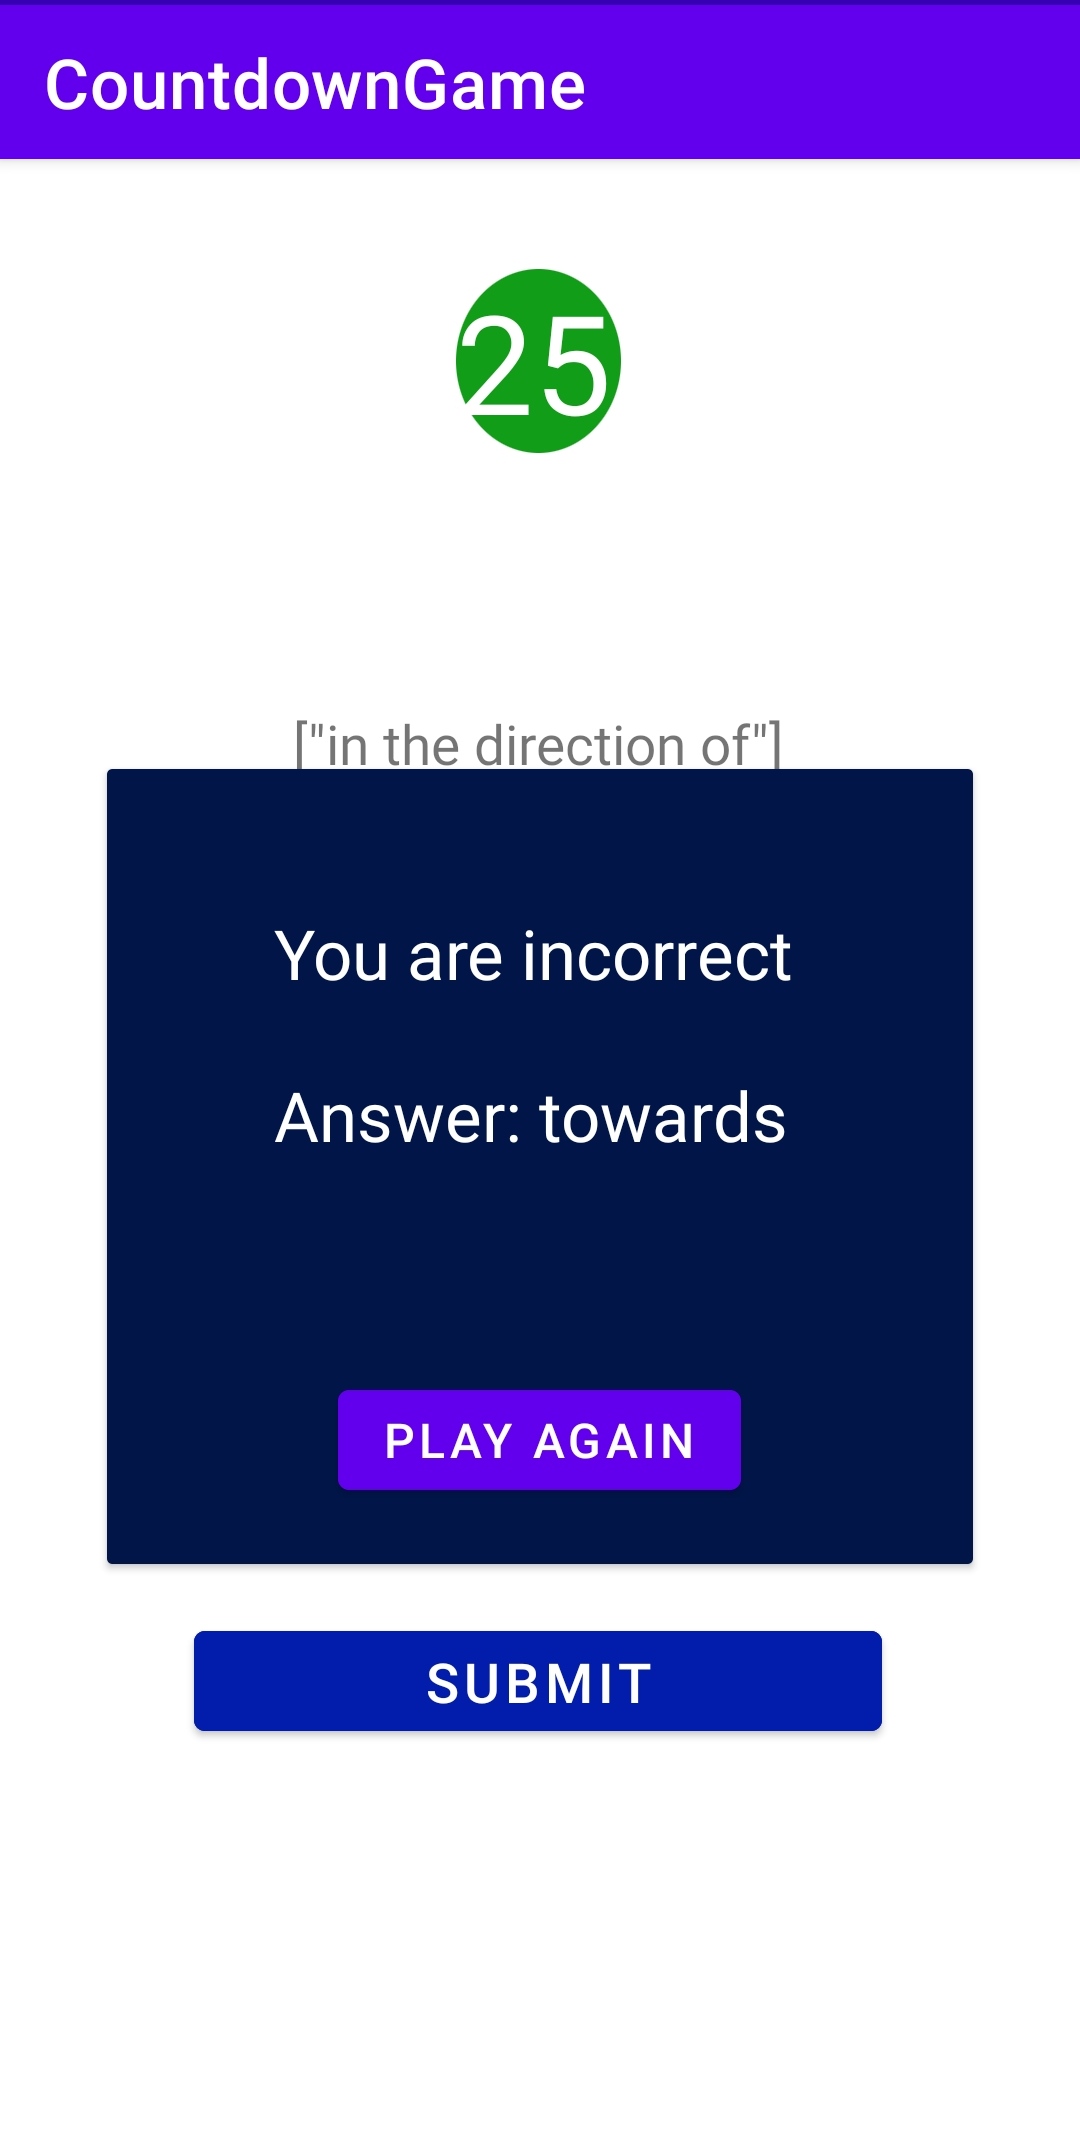 CountdownGame
25
["in the direction of"]
You are incorrect
Answer: towards
PLAY AGAIN
SUBMIT